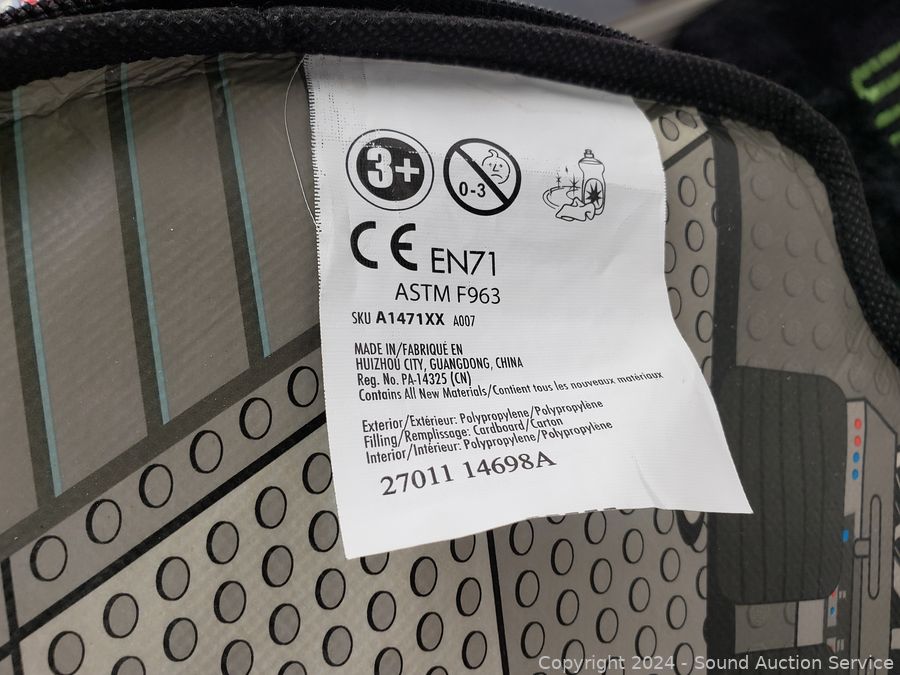 3+
0-3
CE EN71
ASTM F963
SKU A1471XX A007
MADE IN/FABRIQUÉ EN
HUIZHOU CITY, GUANGDONG, CHINA
Reg. No. PA-14325 (CN)
Contains All New Materials/Contient tous les nouveaux matériaux
Exterior/Extérieur: Polypropylene/Polypropylène
Filling/Remplissage: Cardboard/Carton
Interior/Intérieur: Polypropylene/Polypropylène
27011 14698A
Copyright 2024 - Sound Auction Service